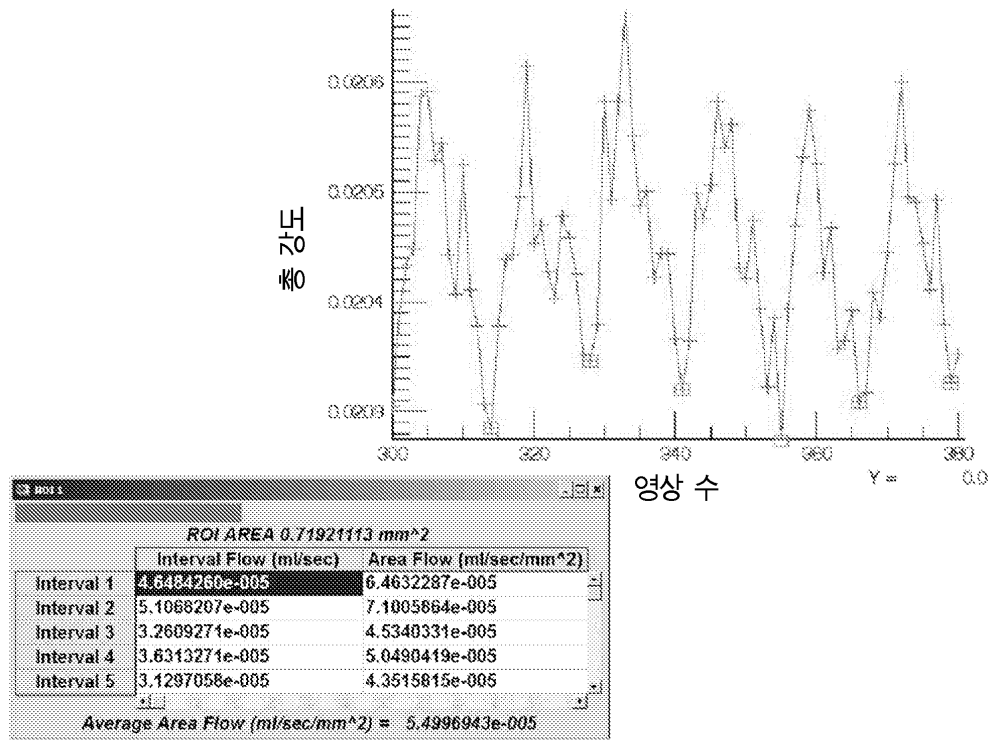 0.0206
0.0205
총 강도
0.0204
0.0209
300 320 340 360 380
영상 수
Y = 0.0
ROI 1
ROI AREA 0.71921113 mm^2
Interval Flow (ml/sec) Area Flow (ml/sec/mm^2)
Interval 1 4.6484260e-005 6.4632287e-005
Interval 2 5.1068207e-005 7.1005864e-005
Interval 3 3.2609271e-005 4.5340331e-005
Interval 4 3.6313271e-005 5.0490419e-005
Interval 5 3.1297058e-005 4.3515815e-005
Average Area Flow (ml/sec/mm^2) = 5.4996943e-005